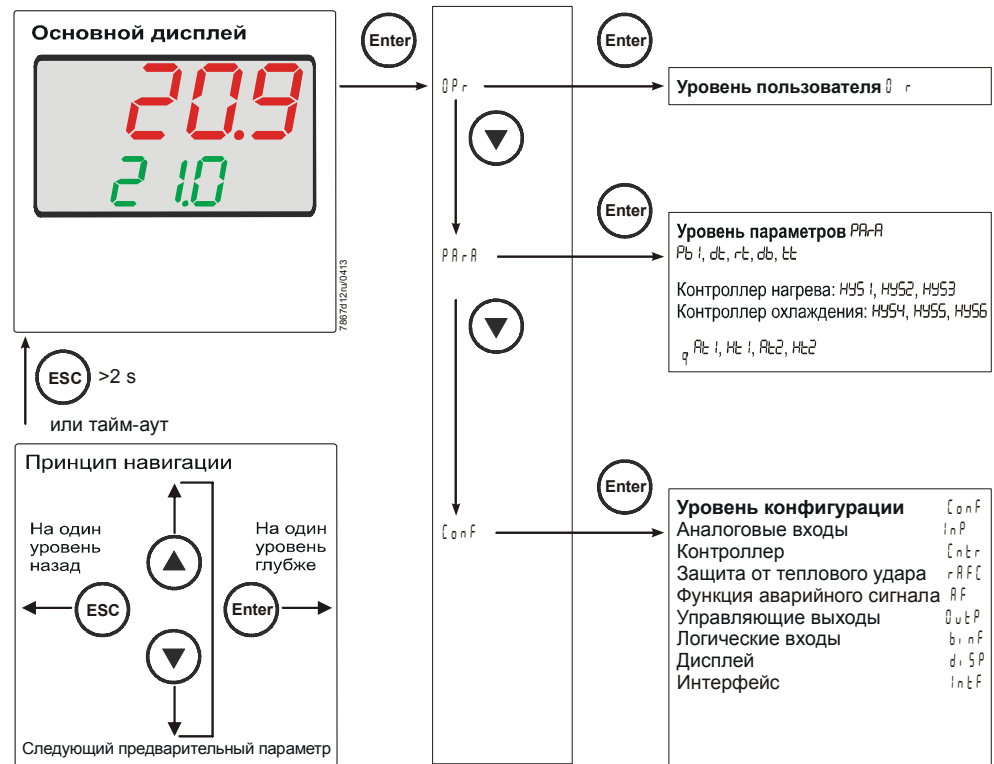 Основной дисплей
20.9
21.0
7867d12ru/0413
Enter
OPr
Enter
Уровень пользователя O r
PArA
Enter
Уровень параметров PArA
Pb1, dt, rt, db, tt
Контроллер нагрева: HYS1, HYS2, HYS3
Контроллер охлаждения: HYS4, HYS5, HYS6
q At1, Ht1, At2, Ht2
ESC >2 s
или тайм-аут
Принцип навигации
На один
уровень
назад
На один
уровень
глубже
ESC
Enter
Следующий предварительный параметр
ConF
Enter
Уровень конфигурации ConF
Аналоговые входы InP
Контроллер Cntr
Защита от теплового удара rAFC
Функция аварийного сигнала AF
Управляющие выходы OutP
Логические входы binF
Дисплей diSP
Интерфейс IntF